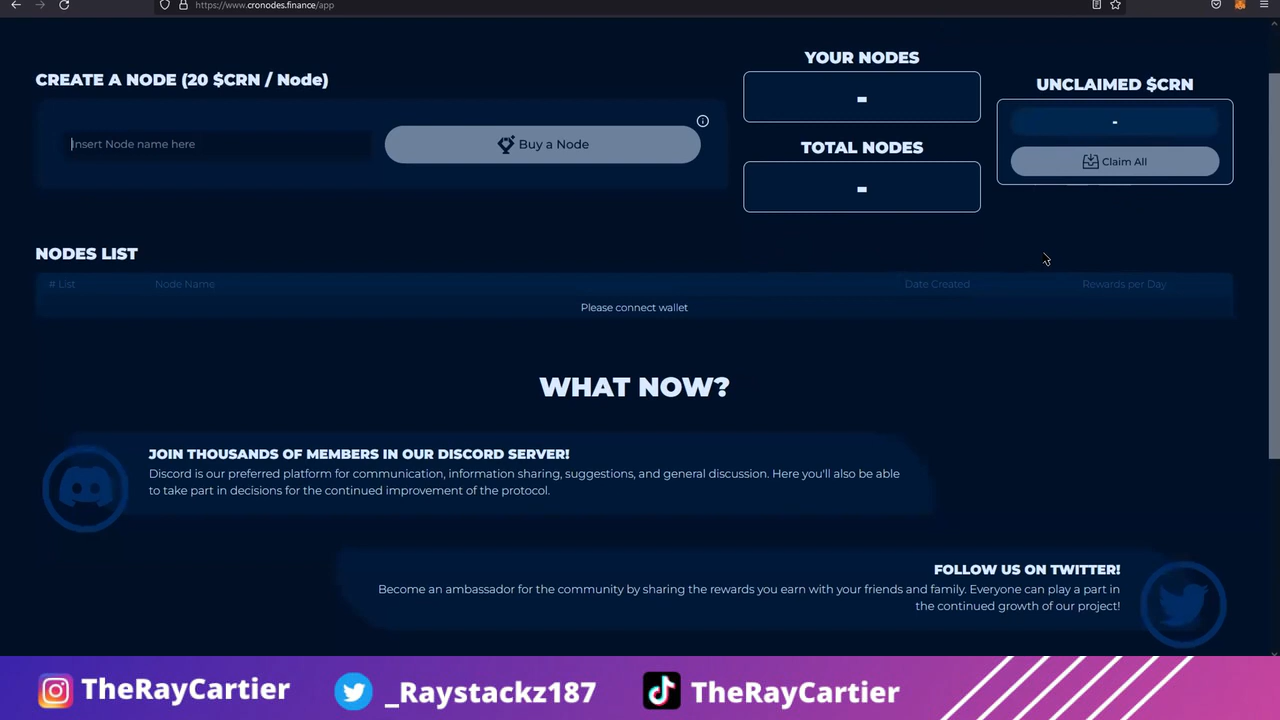 https://www.cronodes.finance/app
CREATE A NODE (20 $CRN / Node)
Insert Node name here
Buy a Node
YOUR NODES
-
TOTAL NODES
-
UNCLAIMED $CRN
-
Claim All
NODES LIST
# List
Node Name
Date Created
Rewards per Day
Please connect wallet
WHAT NOW?
JOIN THOUSANDS OF MEMBERS IN OUR DISCORD SERVER!
Discord is our preferred platform for communication, information sharing, suggestions, and general discussion. Here you'll also be able
to take part in decisions for the continued improvement of the protocol.
FOLLOW US ON TWITTER!
Become an ambassador for the community by sharing the rewards you earn with your friends and family. Everyone can play a part in
the continued growth of our project!
TheRayCartier
_Raystackz187
TheRayCartier